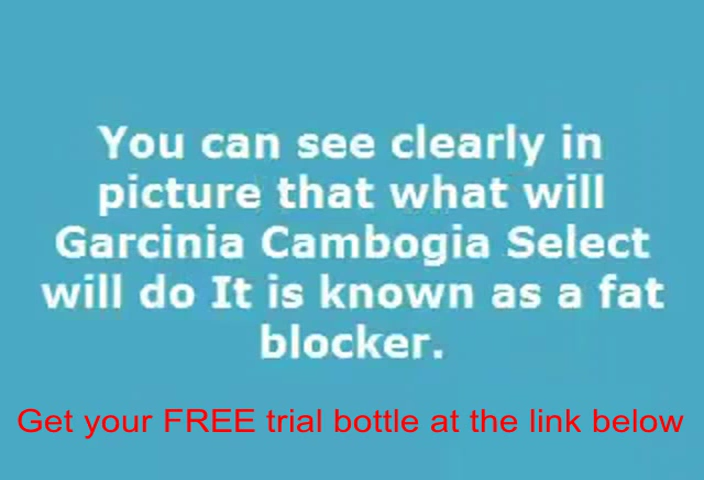 You can see clearly in
picture that what will
Garcinia Cambogia Select
will do It is known as a fat
blocker.
Get your FREE trial bottle at the link below